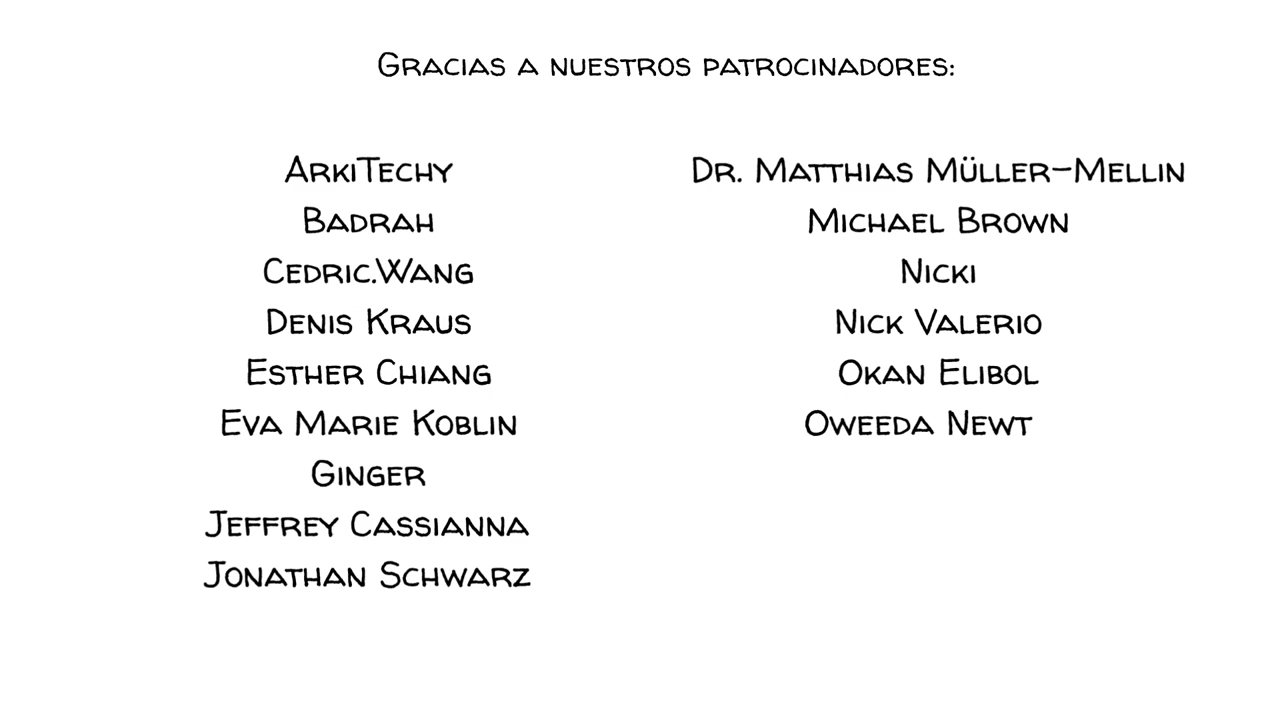 Gracias a nuestros patrocinadores:
ArkiTechy
Badrah
Cedric.Wang
Denis Kraus
Esther Chiang
Eva Marie Koblin
Ginger
Jeffrey Cassianna
Jonathan Schwarz
Dr. Matthias Müller-Mellin
Michael Brown
Nicki
Nick Valerio
Okan Elibol
Oweeda Newt